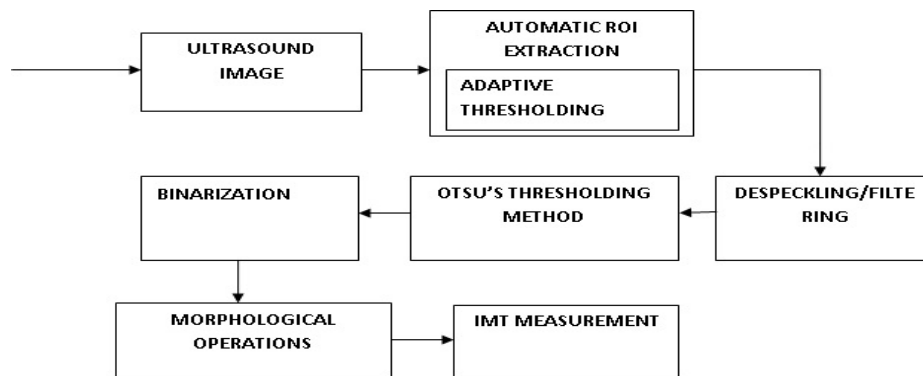 ULTRASOUND
IMAGE
AUTOMATIC ROI
EXTRACTION
ADAPTIVE
THRESHOLDING
DESPECKLING/FILTE
RING
OTSU'S THRESHOLDING
METHOD
BINARIZATION
MORPHOLOGICAL
OPERATIONS
IMT MEASUREMENT